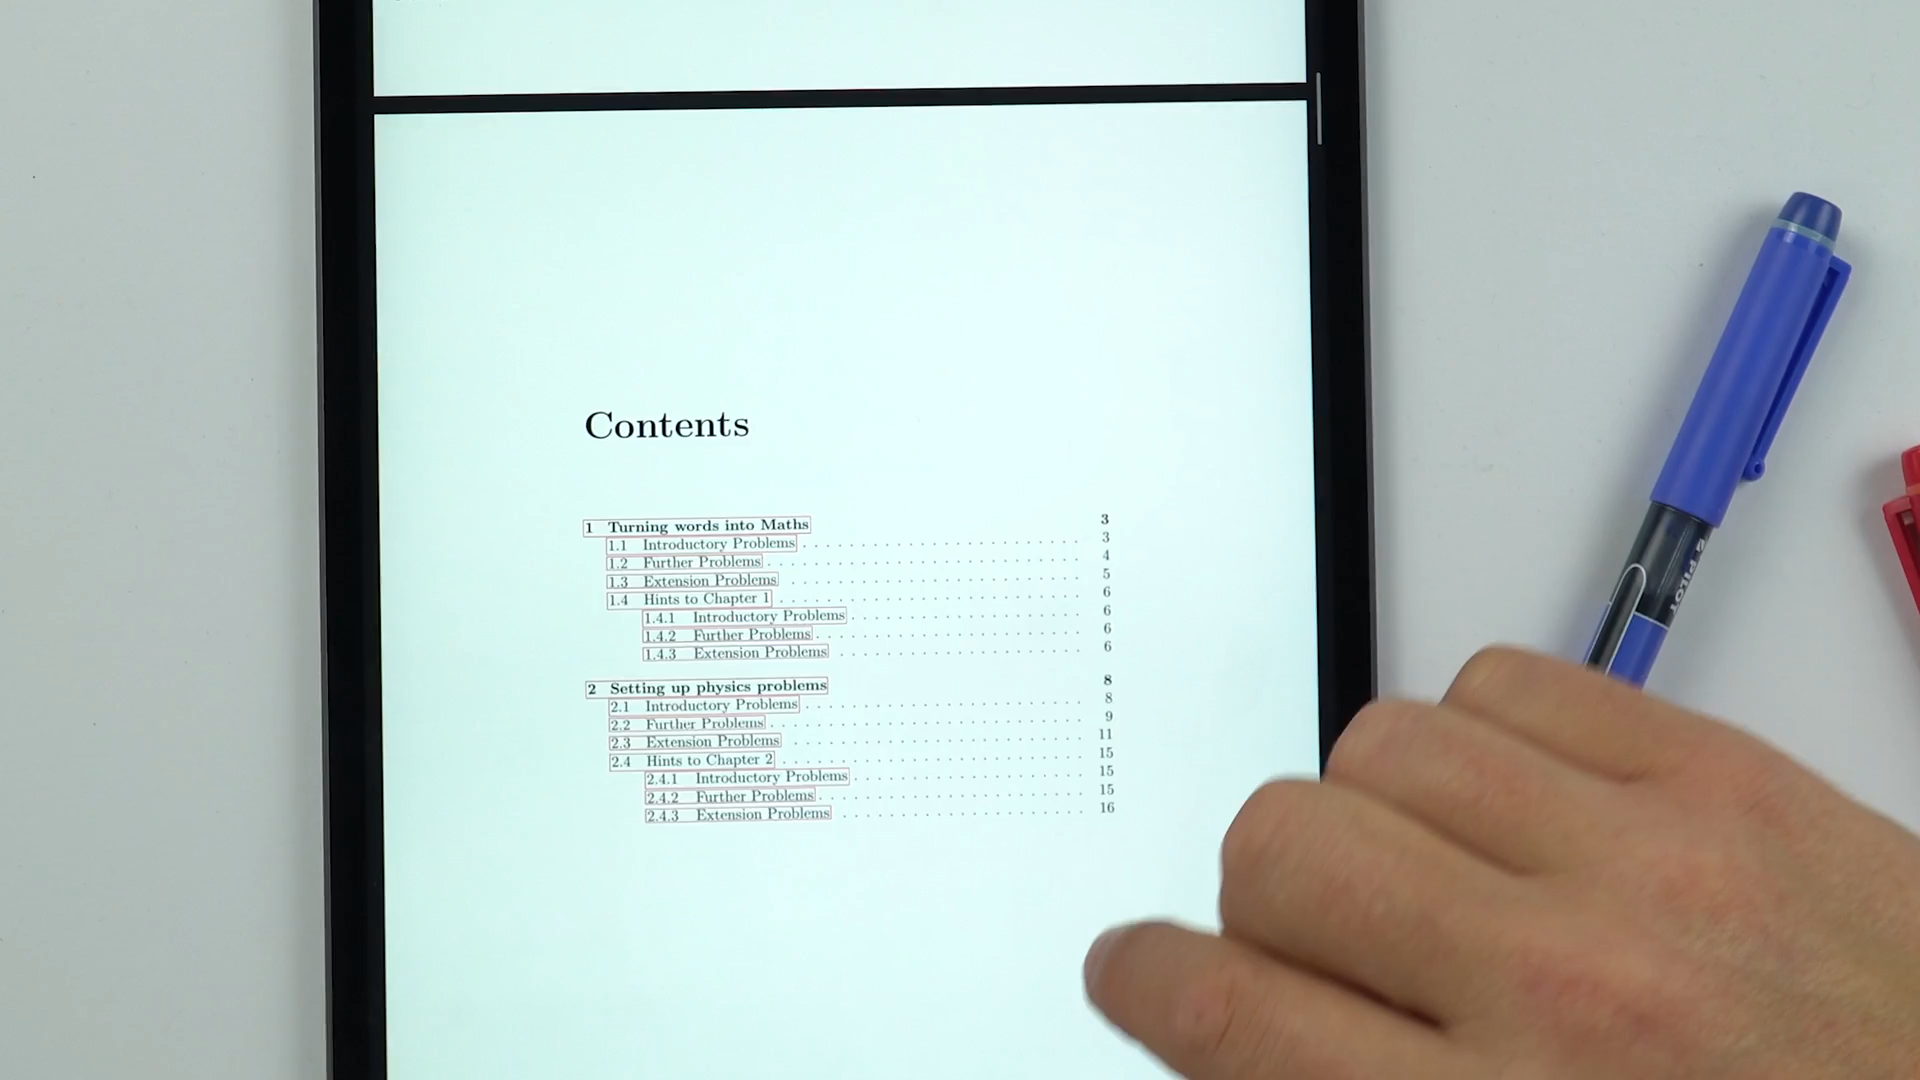 Contents
1 Turning words into Maths 3
1.1 Introductory Problems 3
1.2 Further Problems 4
1.3 Extension Problems 5
1.4 Hints to Chapter 1 6
1.4.1 Introductory Problems 6
1.4.2 Further Problems 6
1.4.3 Extension Problems 6
2 Setting up physics problems 8
2.1 Introductory Problems 8
2.2 Further Problems 9
2.3 Extension Problems 11
2.4 Hints to Chapter 2 15
2.4.1 Introductory Problems 15
2.4.2 Further Problems 15
2.4.3 Extension Problems 16
PILOT